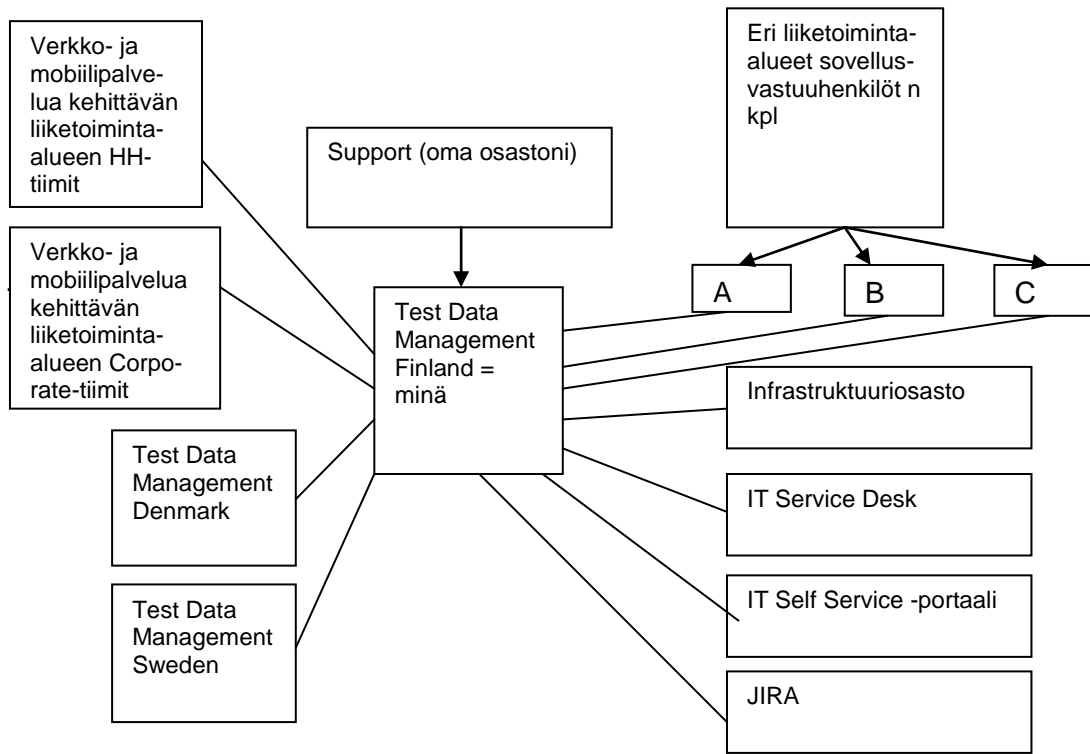 Verkko- ja
mobiilipalve-
lua kehittävän
liiketoiminta-
alueen HH-
tiimit
Eri liiketoiminta-
alueet sovellus-
vastuuhenkilöt n
kpl
Support (oma osastoni)
Verkko- ja
mobiilipalvelua
kehittävän
liiketoiminta-
alueen Corpo-
rate-tiimit
A
B
C
Test Data
Management
Finland =
minä
Infrastruktuuriosasto
Test Data
Management
Denmark
IT Service Desk
Test Data
Management
Sweden
IT Self Service -portaali
JIRA